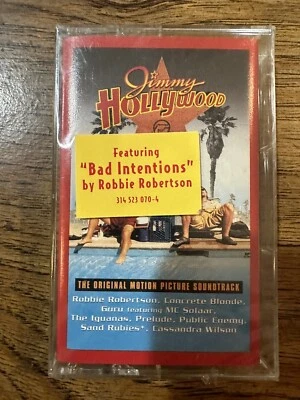 Jimmy
HOLLYWOOD
Featuring
"Bad Intentions"
by Robbie Robertson
314 523 070-4
THE ORIGINAL MOTION PICTURE SOUNDTRACK
Robbie Robertson, Concrete Blonde,
Guru featuring MC Solaar,
The Iguanas, Prelude, Public Enemy,
Sand Rubies*, Cassandra Wilson